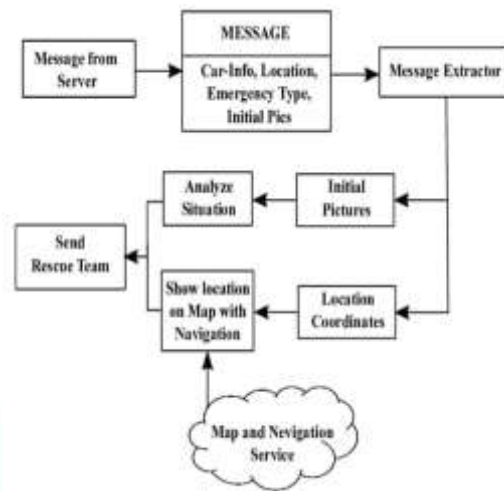 Message from
Server
MESSAGE
Car-Info, Location,
Emergency Type,
Initial Pics
Message Extractor
Analyze
Situation
Initial
Pictures
Send
Rescue Team
Show location
on Map with
Navigation
Location
Coordinates
Map and Nevigation
Service